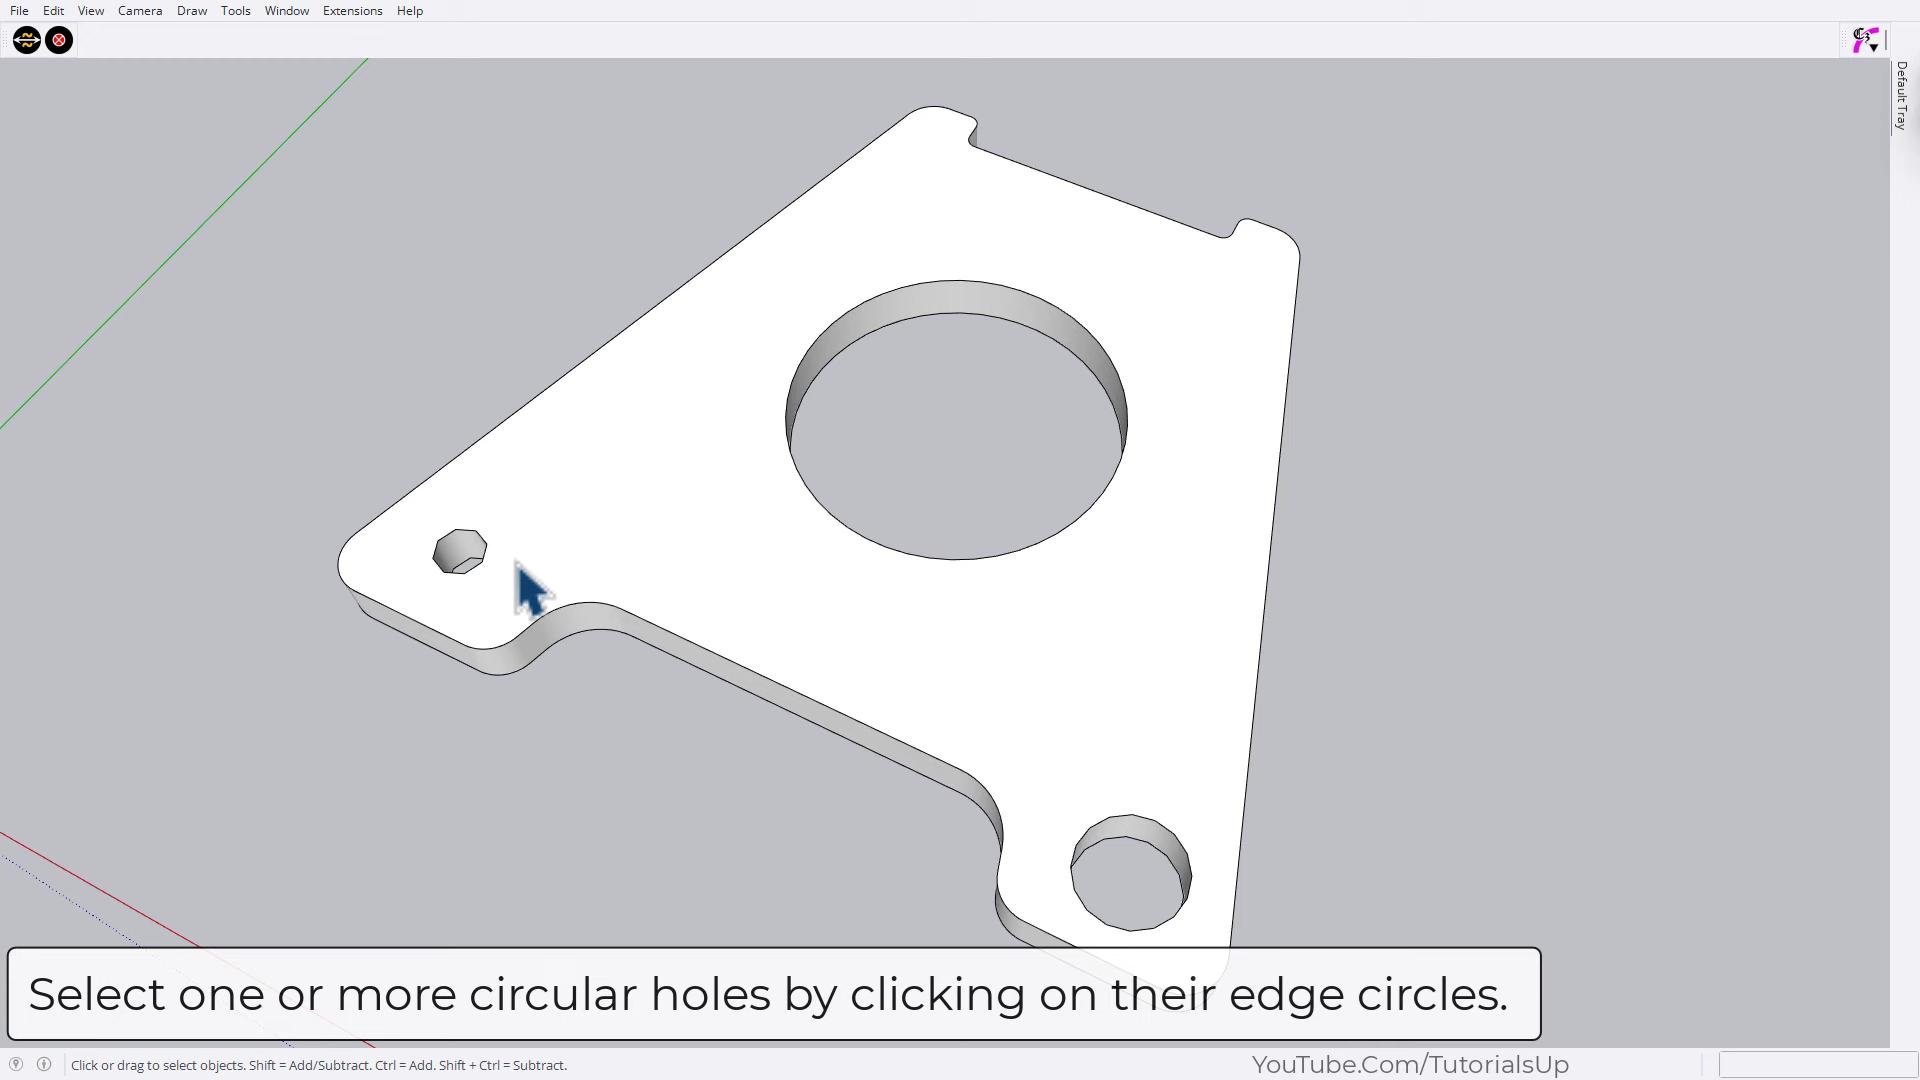 File Edit View Camera Draw Tools Window Extensions Help
Default Tray
Select one or more circular holes by clicking on their edge circles.
Click or drag to select objects. Shift = Add/Subtract. Ctrl = Add. Shift + Ctrl = Subtract.
YouTube.Com/TutorialsUp